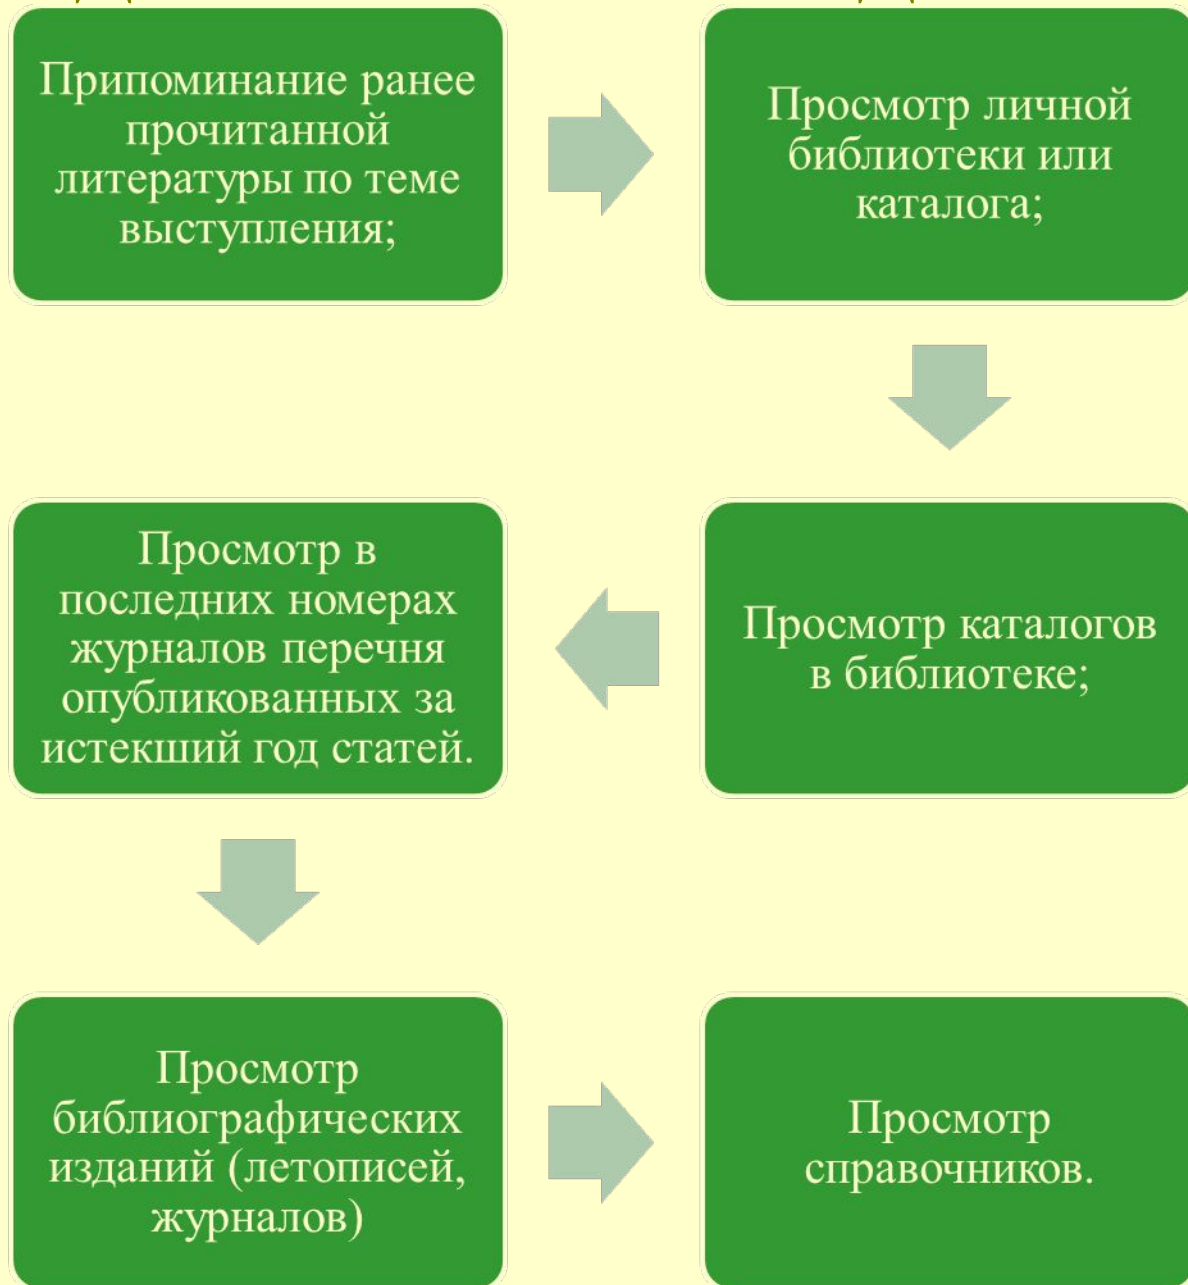 Припоминание ранее
прочитанной
литературы по теме
выступления;
Просмотр личной
библиотеки или
каталога;
Просмотр каталогов
в библиотеке;
Просмотр в
последних номерах
журналов перечня
опубликованных за
истекший год статей.
Просмотр
библиографических
изданий (летописей,
журналов)
Просмотр
справочников.